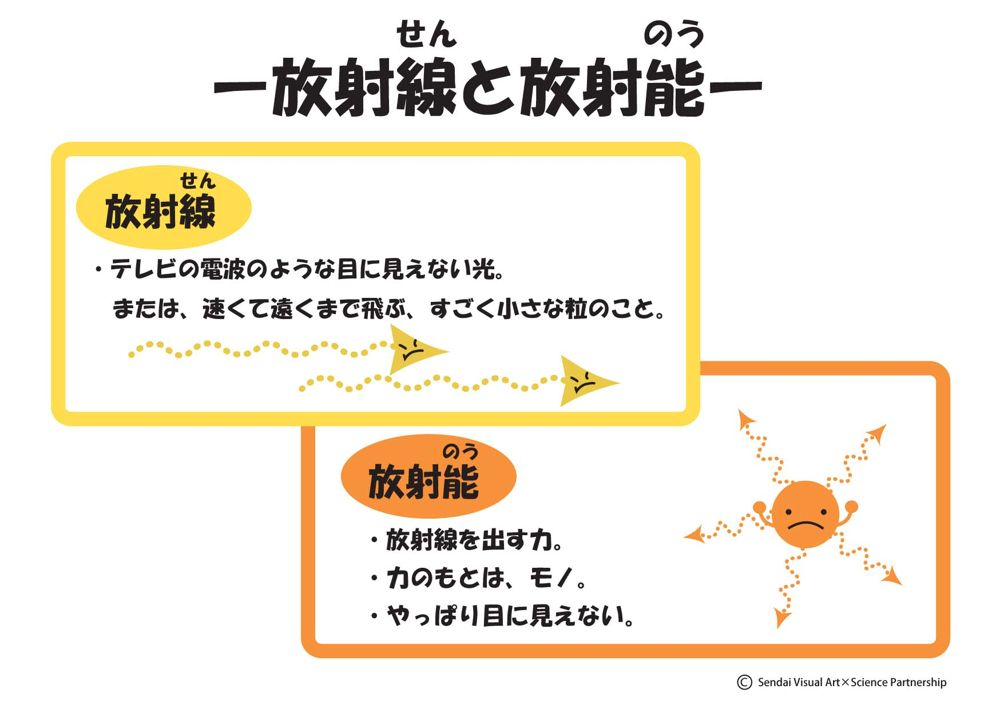 せん のう
ー放射線と放射能ー
せん
放射線
・テレビの電波のような目に見えない光。
または、速くて遠くまで飛ぶ、すごく小さな粒のこと。
のう
放射能
・放射線を出す力。
・力のもとは、モノ。
・やっぱり目に見えない。
© Sendai Visual Art×Science Partnership